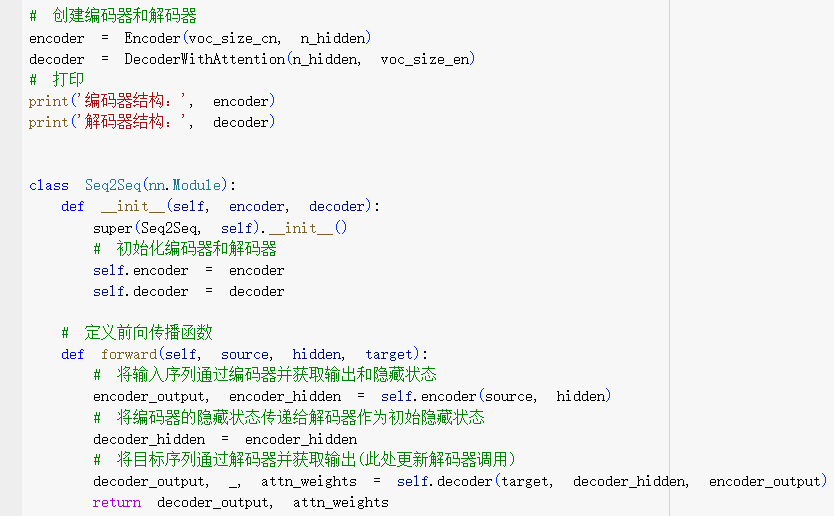 # 创建编码器和解码器
encoder = Encoder(voc_size_cn, n_hidden)
decoder = DecoderWithAttention(n_hidden, voc_size_en)
# 打印
print('编码器结构：', encoder)
print('解码器结构：', decoder)
class Seq2Seq(nn.Module):
    def __init__(self, encoder, decoder):
        super(Seq2Seq, self).__init__()
        # 初始化编码器和解码器
        self.encoder = encoder
        self.decoder = decoder
    # 定义前向传播函数
    def forward(self, source, hidden, target):
        # 将输入序列通过编码器并获取输出和隐藏状态
        encoder_output, encoder_hidden = self.encoder(source, hidden)
        # 将编码器的隐藏状态传递给解码器作为初始隐藏状态
        decoder_hidden = encoder_hidden
        # 将目标序列通过解码器并获取输出(此处更新解码器调用)
        decoder_output, _, attn_weights = self.decoder(target, decoder_hidden, encoder_output)
        return decoder_output, attn_weights